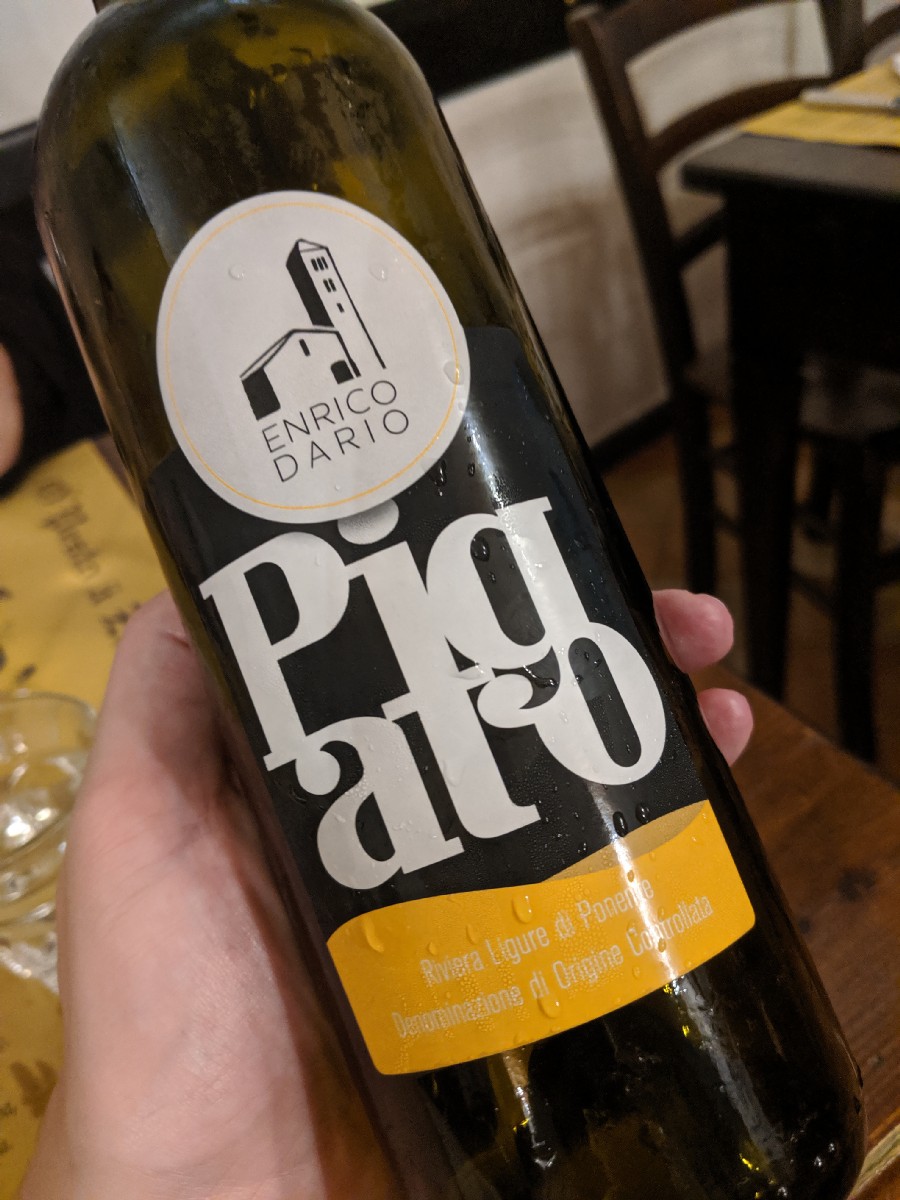 ENRICO
DARIO
Pig
ato
Riviera Ligure di Ponente
Denominazione di Origine Controllata